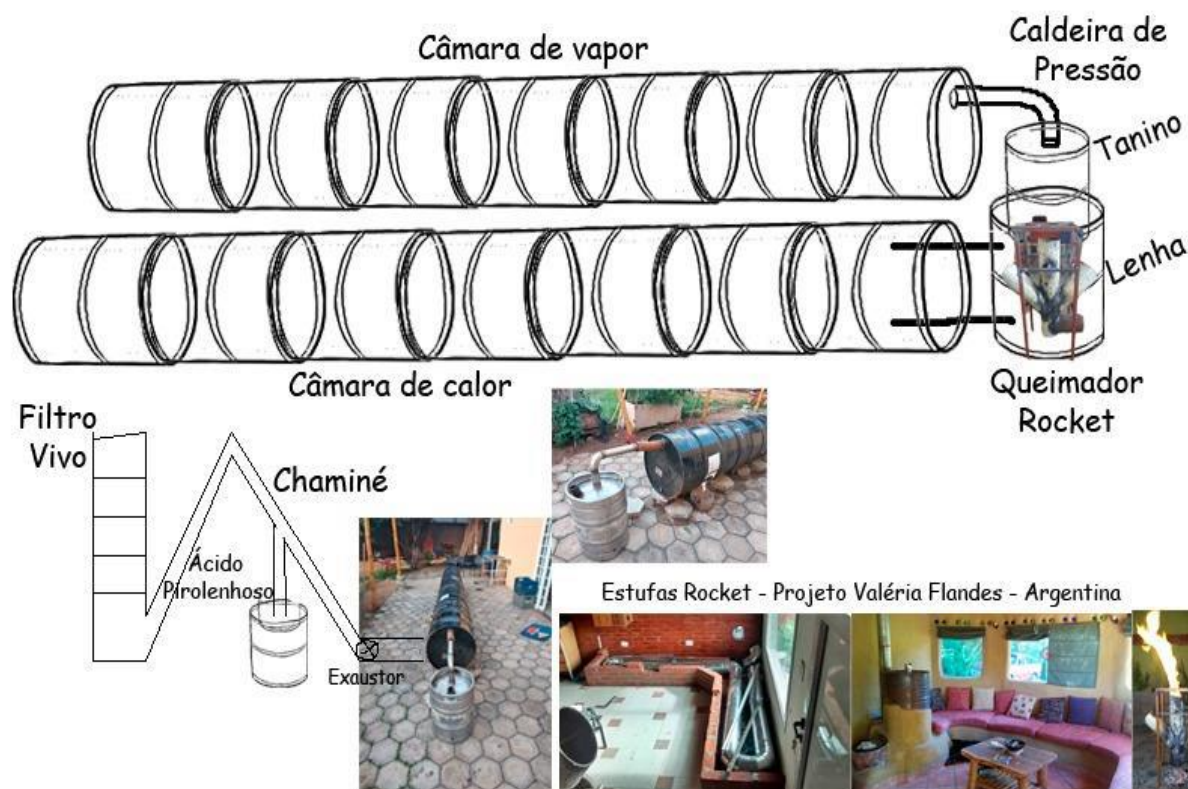 Câmara de vapor
Caldeira de
Pressão
Tanino
Lenha
Câmara de calor
Queimador
Rocket
Filtro
Vivo
Chaminé
Ácido
Pirolenhoso
Exaustor
Estufas Rocket - Projeto Valéria Flandes - Argentina